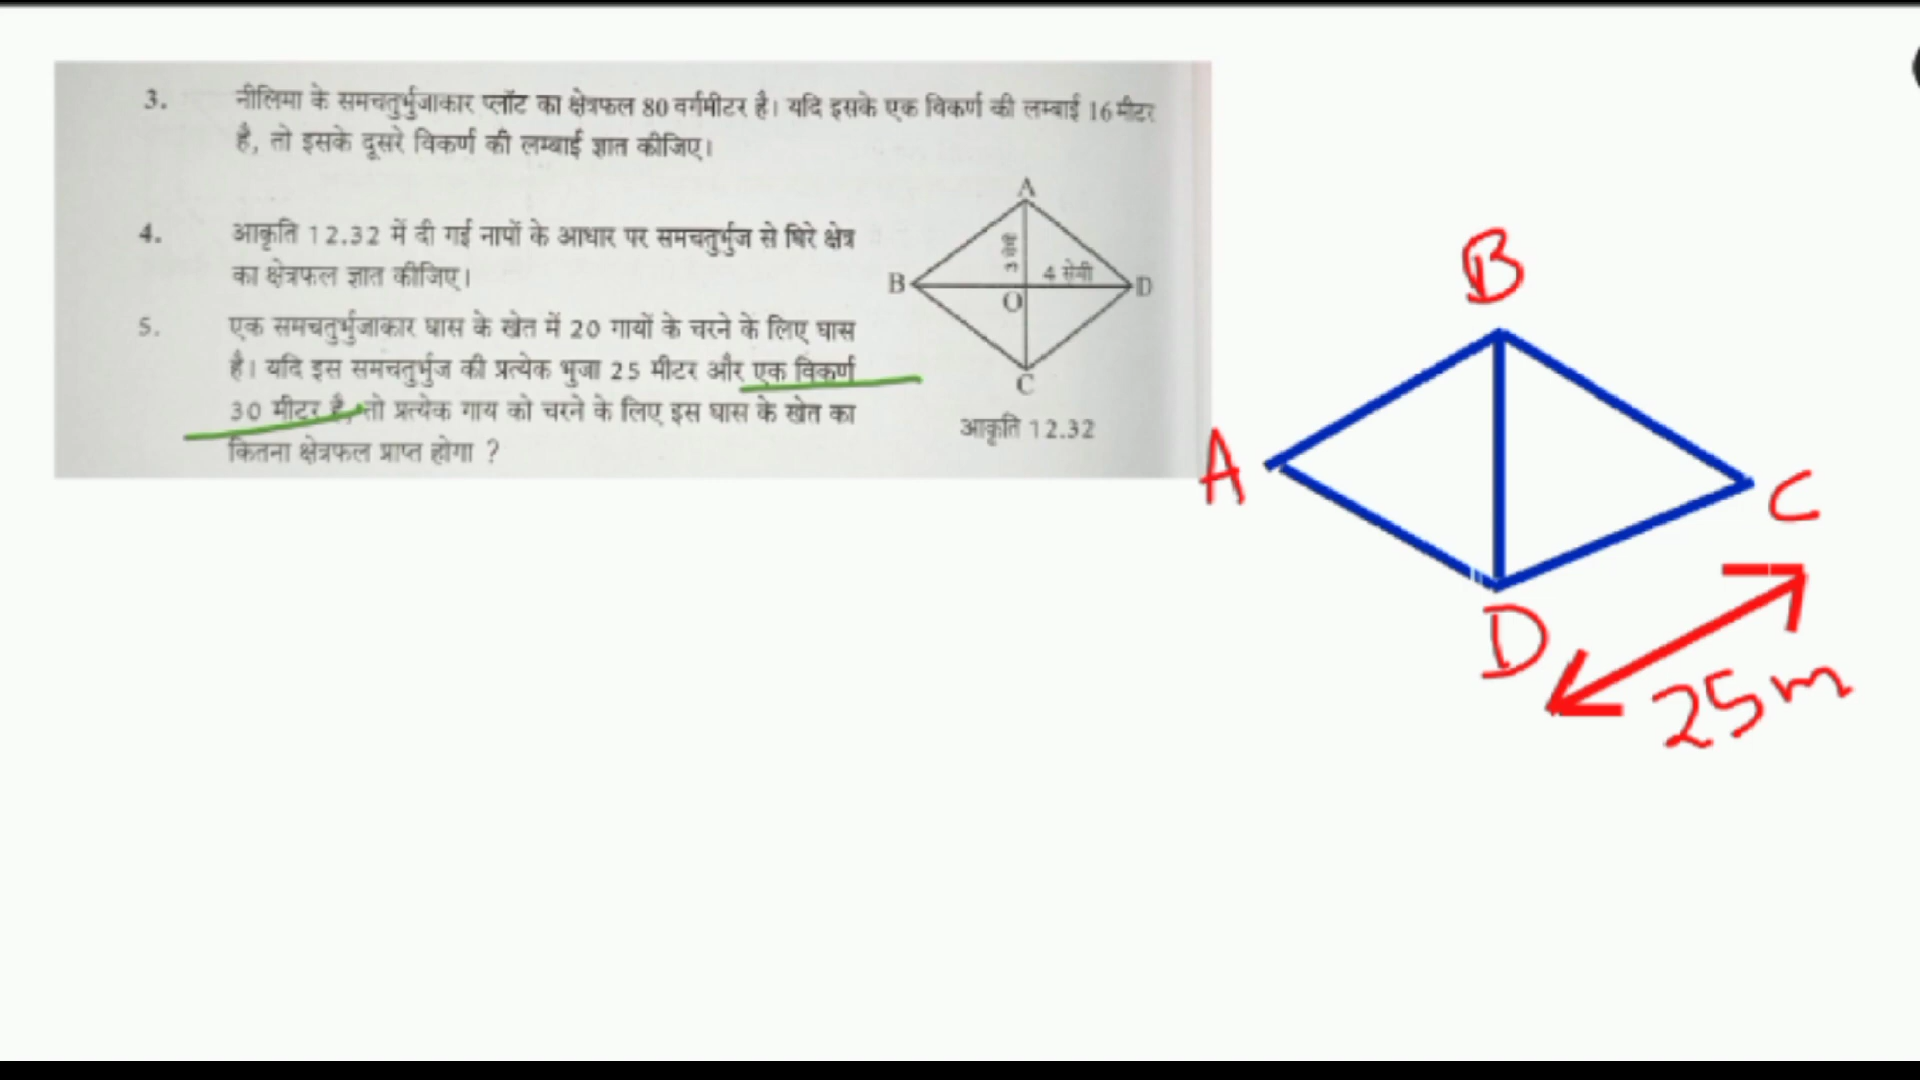 3. नीलिमा के समचतुर्भुजाकार प्लॉट का क्षेत्रफल 80 वर्गमीटर है। यदि इसके एक विकर्ण की लम्बाई 16 मीटर
है, तो इसके दूसरे विकर्ण की लम्बाई ज्ञात कीजिए।
4. आकृति 12.32 में दी गई नापों के आधार पर समचतुर्भुज से घिरे क्षेत्र
का क्षेत्रफल ज्ञात कीजिए।
5. एक समचतुर्भुजाकार घास के खेत में 20 गायों के चरने के लिए घास
है। यदि इस समचतुर्भुज की प्रत्येक भुजा 25 मीटर और एक विकर्ण
30 मीटर है, तो प्रत्येक गाय को चरने के लिए इस घास के खेत का
कितना क्षेत्रफल प्राप्त होगा ?
A
3 सेमी
4 सेमी
B
D
O
C
आकृति 12.32
B
A
C
D
25m